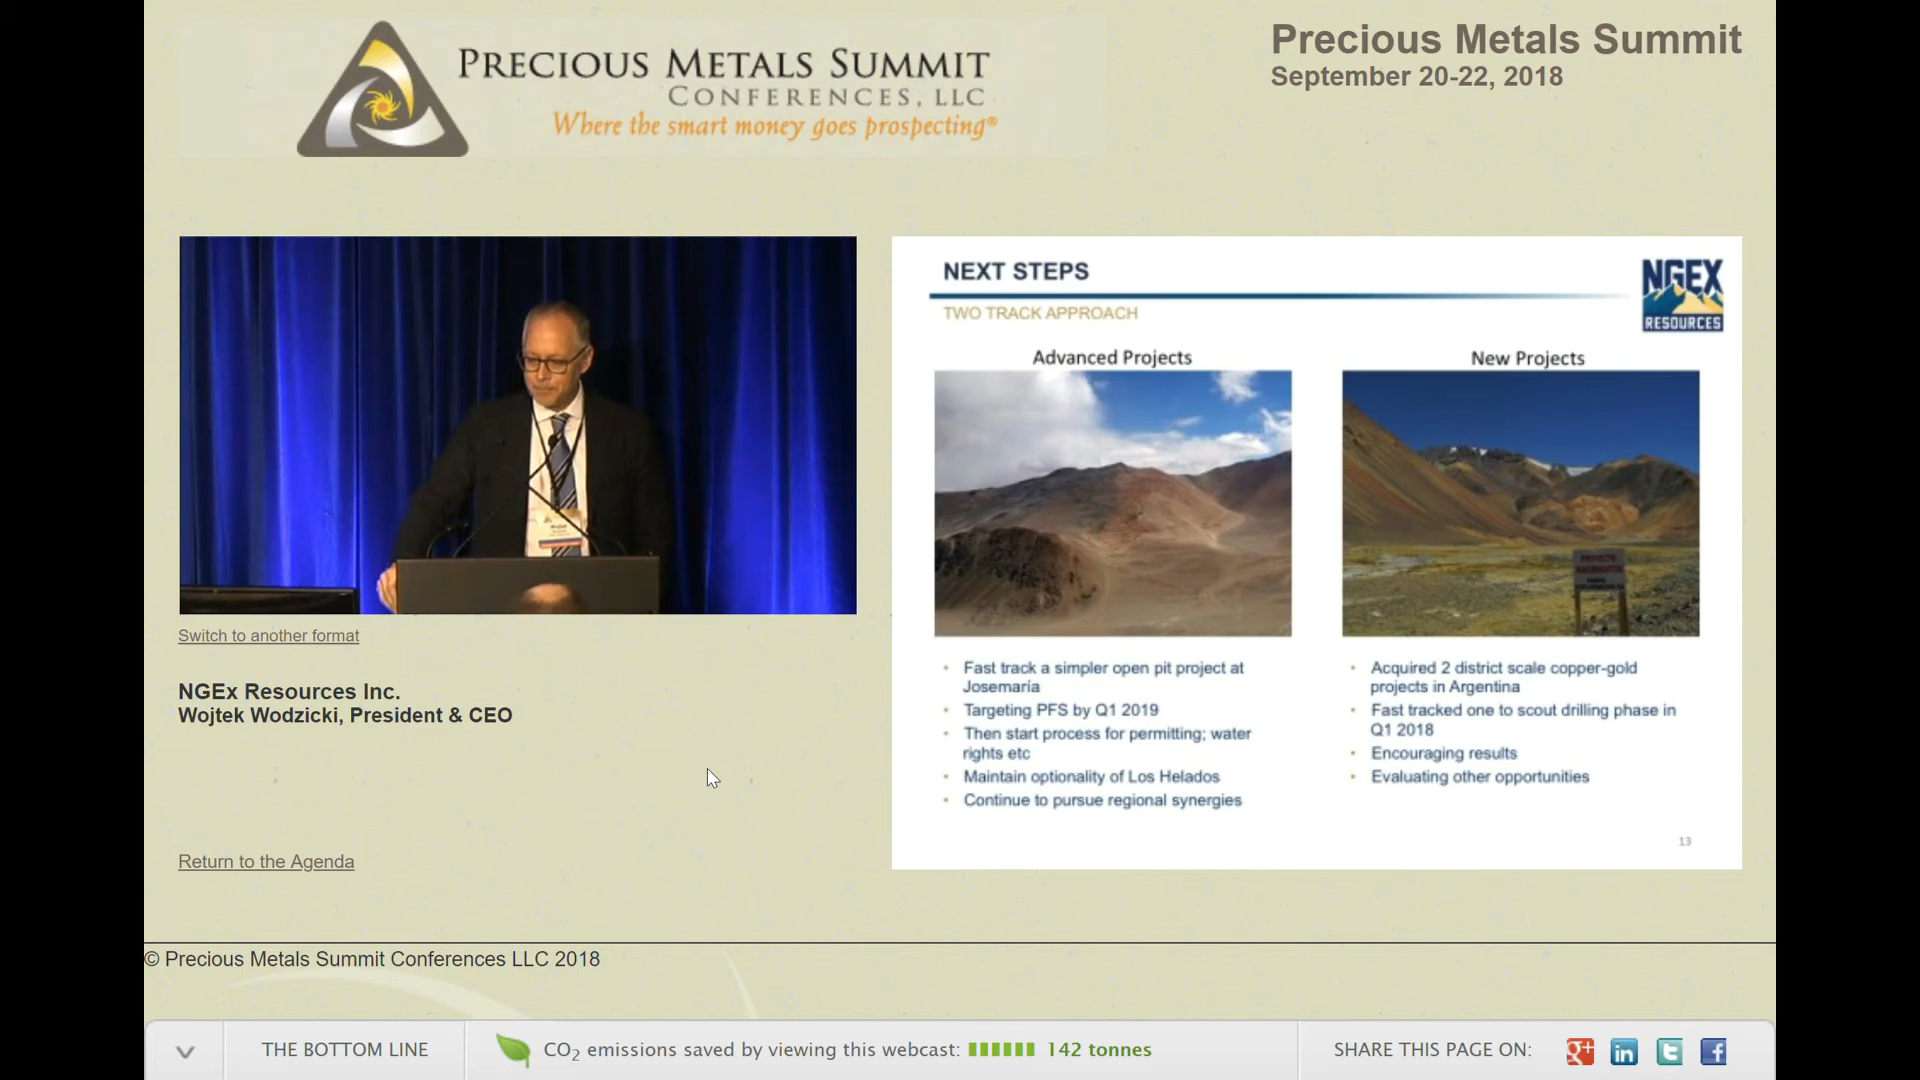 PRECIOUS METALS SUMMIT
CONFERENCES, LLC
Where the smart money goes prospecting®
Precious Metals Summit
September 20-22, 2018
NEXT STEPS
TWO TRACK APPROACH
NGEX
RESOURCES
Advanced Projects
• Fast track a simpler open pit project at
Josemaría
• Targeting PFS by Q1 2019
• Then start process for permitting; water
rights etc
• Maintain optionality of Los Helados
• Continue to pursue regional synergies
New Projects
• Acquired 2 district scale copper-gold
projects in Argentina
• Fast tracked one to scout drilling phase in
Q1 2018
• Encouraging results
• Evaluating other opportunities
13
Switch to another format
NGEx Resources Inc.
Wojtek Wodzicki, President & CEO
Return to the Agenda
© Precious Metals Summit Conferences LLC 2018
THE BOTTOM LINE
CO2 emissions saved by viewing this webcast: 142 tonnes
SHARE THIS PAGE ON:
g+ in t f